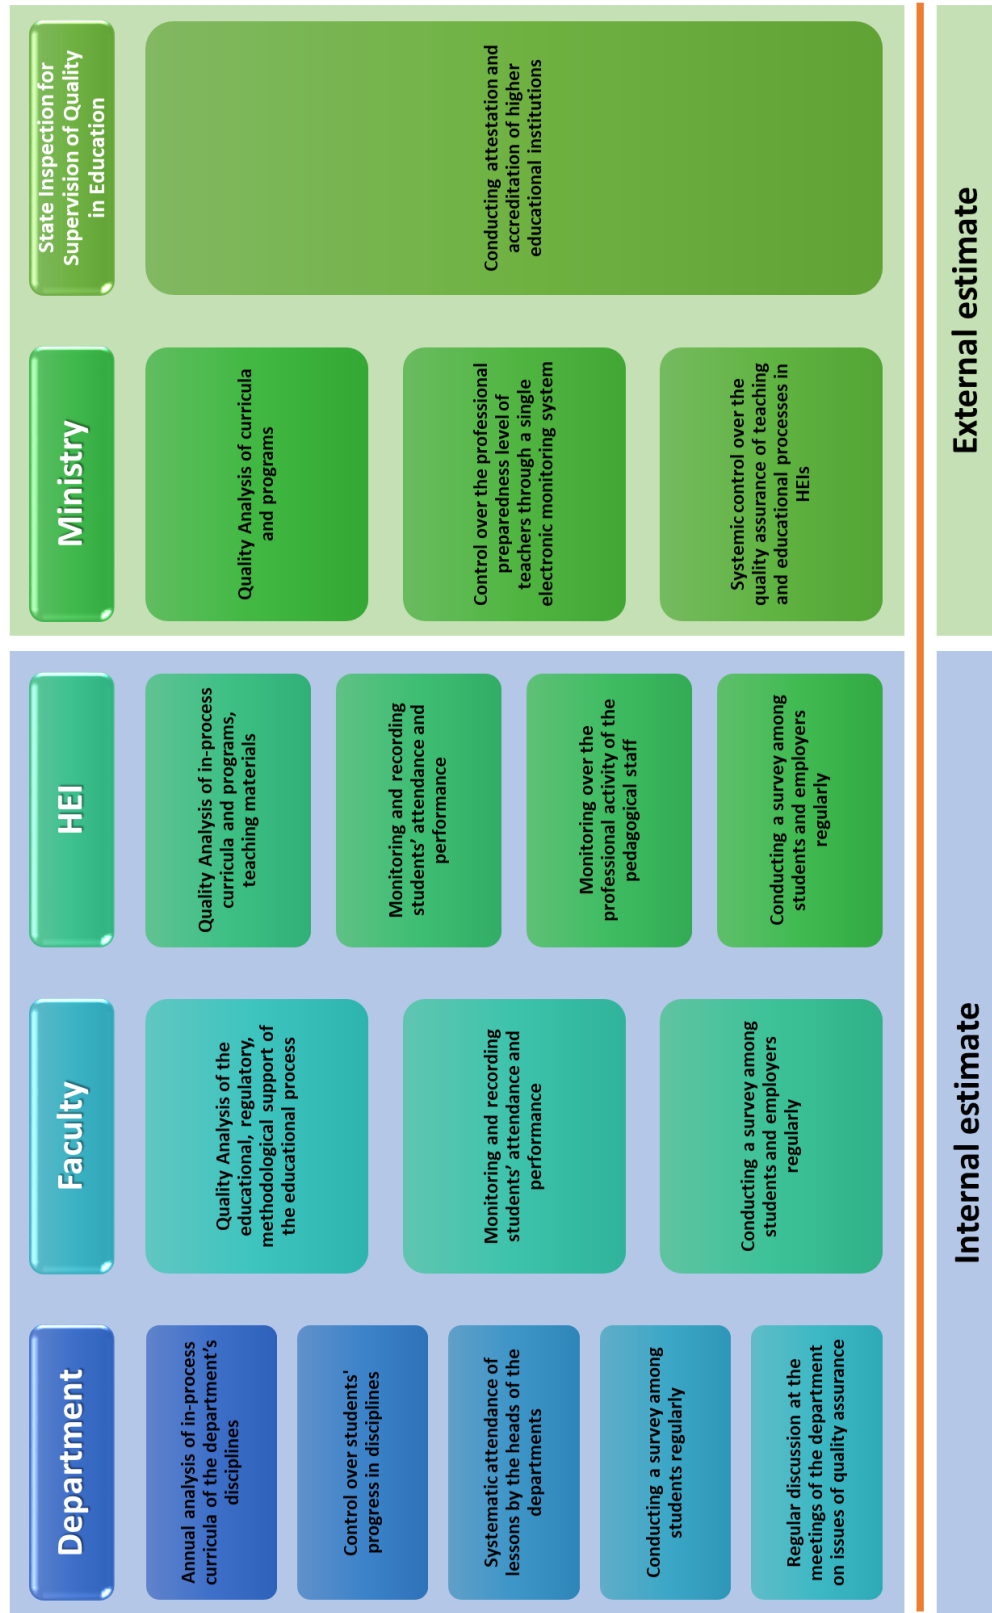 Department
Annual analysis of in-process
curricula of the department's
disciplines
Control over students'
progress in disciplines
Systematic attendance of
lessons by the heads of the
departments
Conducting a survey among
students regularly
Regular discussion at the
meetings of the department
on issues of quality assurance
Faculty
Quality Analysis of the
educational, regulatory,
methodological support of
the educational process
Monitoring and recording
students' attendance and
performance
Conducting a survey among
students and employers
regularly
HEI
Quality Analysis of in-process
curricula and programs,
teaching materials
Monitoring and recording
students' attendance and
performance
Monitoring over the
professional activity of the
pedagogical staff
Conducting a survey among
students and employers
regularly
Ministry
Quality Analysis of curricula
and programs
Control over the professional
preparedness level of
teachers through a single
electronic monitoring system
Systemic control over the
quality assurance of teaching
and educational processes in
HEIs
State Inspection for
Supervision of Quality
in Education
Conducting attestation and
accreditation of higher
educational institutions
Internal estimate
External estimate